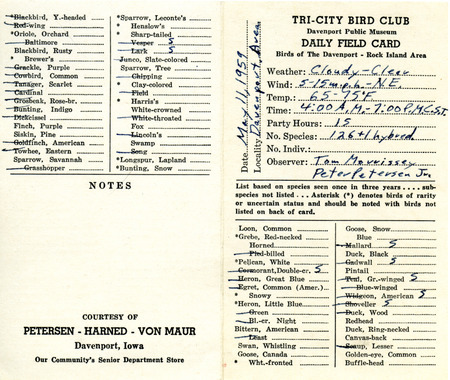 Blackbird, Y.-headed
Red-wing
*Oriole, Orchard
Baltimore
Blackbird, Rusty
* Brewer's
Grackle, Purple
Cowbird, Common
Tanager, Scarlet
Cardinal
Grosbeak, Rose-br.
Bunting, Indigo
Dickcissel
Finch, Purple
Siskin, Pine
Goldfinch, American
Towhee, Eastern
Sparrow, Savannah
Grasshopper
*Sparrow, Leconte's
* Henslow's
* Sharp-tailed
Vesper S
Lark S
Junco, Slate-colored
Sparrow, Tree
Chipping
* Clay-colored
Field
* Harris's
White-crowned
White-throated
Fox
Lincoln's
Swamp
Song
*Longspur, Lapland
*Bunting, Snow
NOTES
COURTESY OF
PETERSEN - HARNED - VON MAUR
Davenport, Iowa
Our Community's Senior Department Store
TRI-CITY BIRD CLUB
Davenport Public Museum
DAILY FIELD CARD
Birds of The Davenport - Rock Island Area
Date May 16, 1959
Locality Davenport Area
Weather: Cloudy-Clear
Wind: 5-15 m.p.h.-N.E.
Temp.: 65-75F
Time: 4:00 A.M.-7:00 P.M. C.S.T.
Party Hours: 15
No. Species: 126+1 hybred
No. Indiv.:
Observer: Tom Morrissey
Peter Petersen Jr.
List based on species seen once in three years .... sub-
species not listed .. Asterisk (*) denotes birds of rarity
or uncertain status and should be noted with birds not
listed on back of card.
Loon, Common
*Grebe, Red-necked
Horned
Pied-billed
*Pelican, White
Cormorant, Double-cr. S
Heron, Great Blue
Egret, Common (Amer.)
* Snowy
*Heron, Little Blue
Green
Bl.-cr. Night
Bittern, American
Least
Swan, Whistling
Goose, Canada
* Wht.-fronted
Goose, Snow
Blue
Mallard S
Duck, Black
Gadwall S
Pintail
Teal, Gr.-winged S
Blue-winged
Widgeon, American S
Shoveller S
Duck, Wood
Redhead
Duck, Ring-necked
Canvas-back
Scaup, Lesser
Golden-eye, Common
Buffle-head